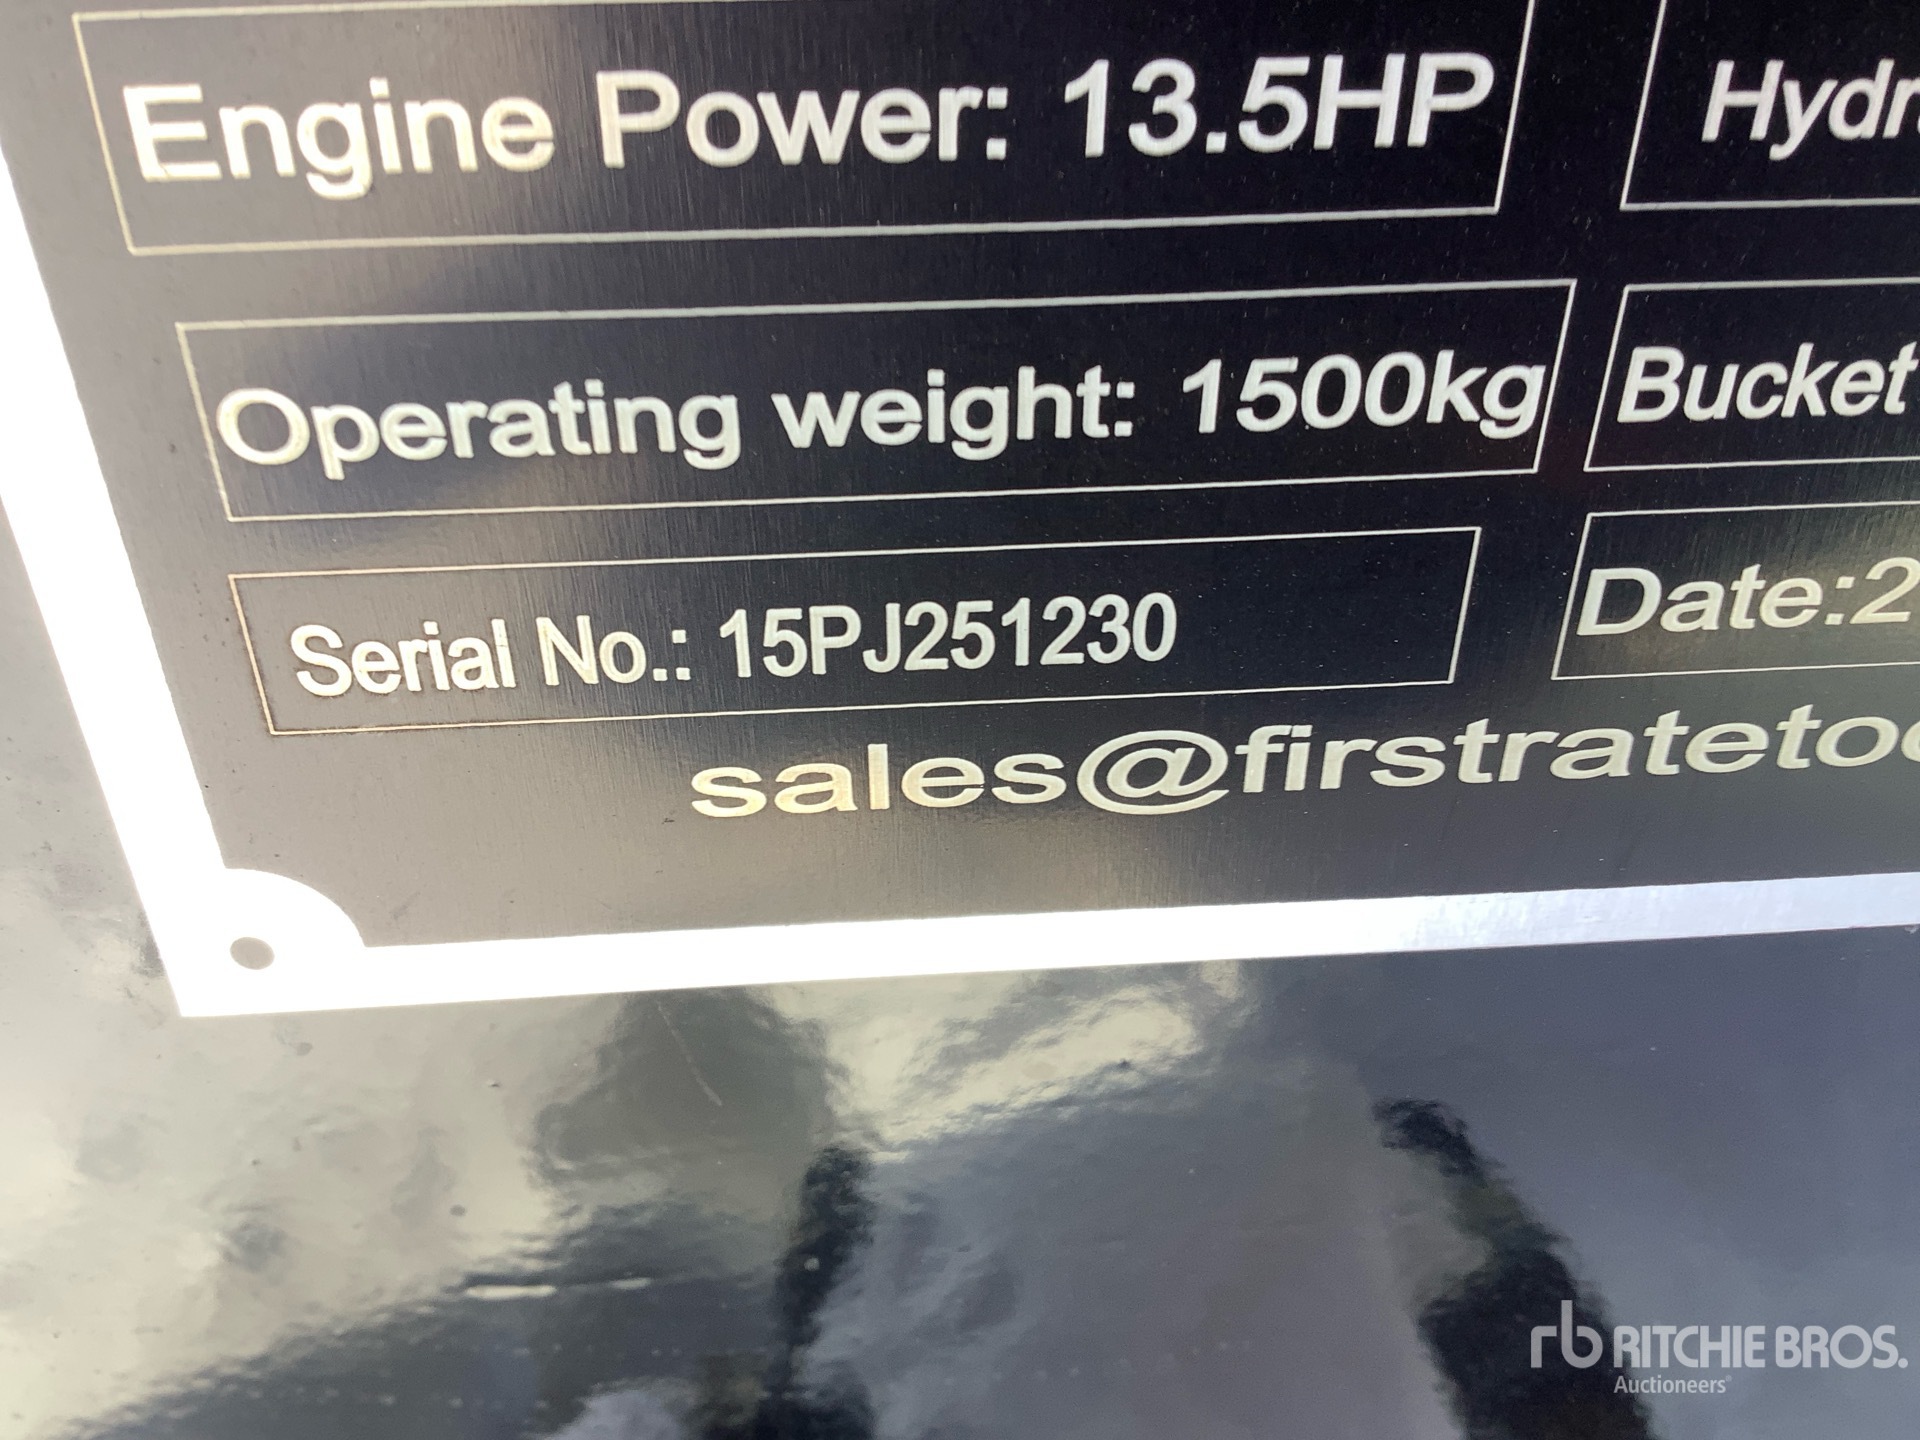 Engine Power: 13.5HP
Hydr
Operating weight: 1500kg
Bucket
Serial No.: 15PJ251230
Date:2
sales@firstrateto
rb RITCHIE BROS.
Auctioneers